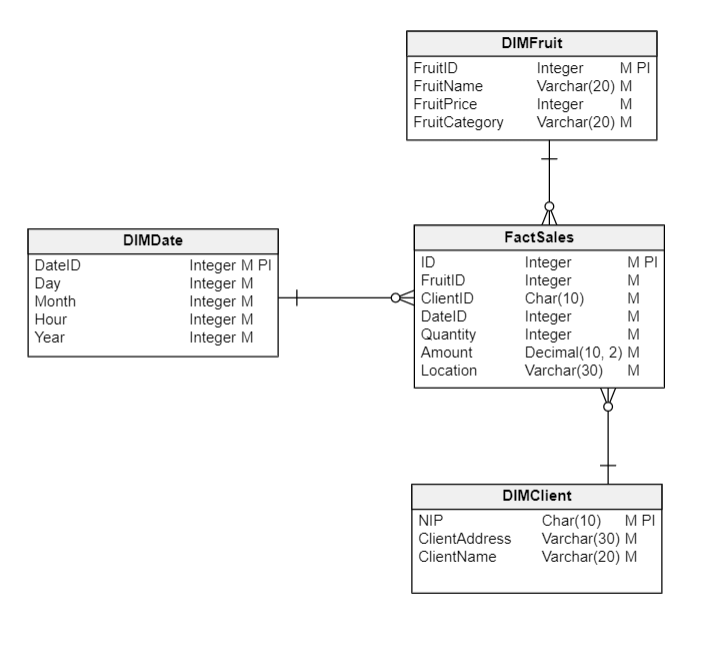 DIMFruit
FruitID Integer M PI
FruitName Varchar(20) M
FruitPrice Integer M
FruitCategory Varchar(20) M
DIMDate
DateID Integer M PI
Day Integer M
Month Integer M
Hour Integer M
Year Integer M
FactSales
ID Integer M PI
FruitID Integer M
ClientID Char(10) M
DateID Integer M
Quantity Integer M
Amount Decimal(10, 2) M
Location Varchar(30) M
DIMClient
NIP Char(10) M PI
ClientAddress Varchar(30) M
ClientName Varchar(20) M